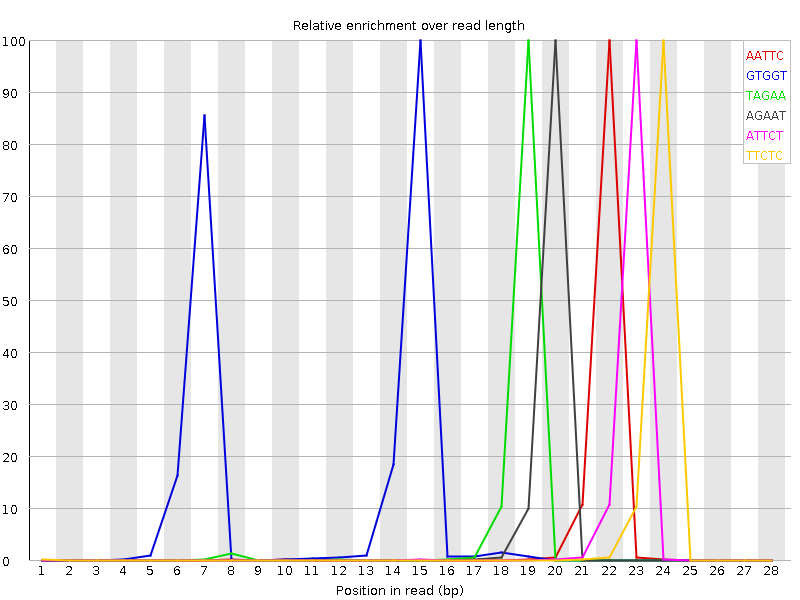 Relative enrichment over read length
100
90
80
70
60
50
40
30
20
10
0
AATTC
GTGGT
TAGAA
AGAAT
ATTCT
TTCTC
1 2 3 4 5 6 7 8 9 10 11 12 13 14 15 16 17 18 19 20 21 22 23 24 25 26 27 28
Position in read (bp)